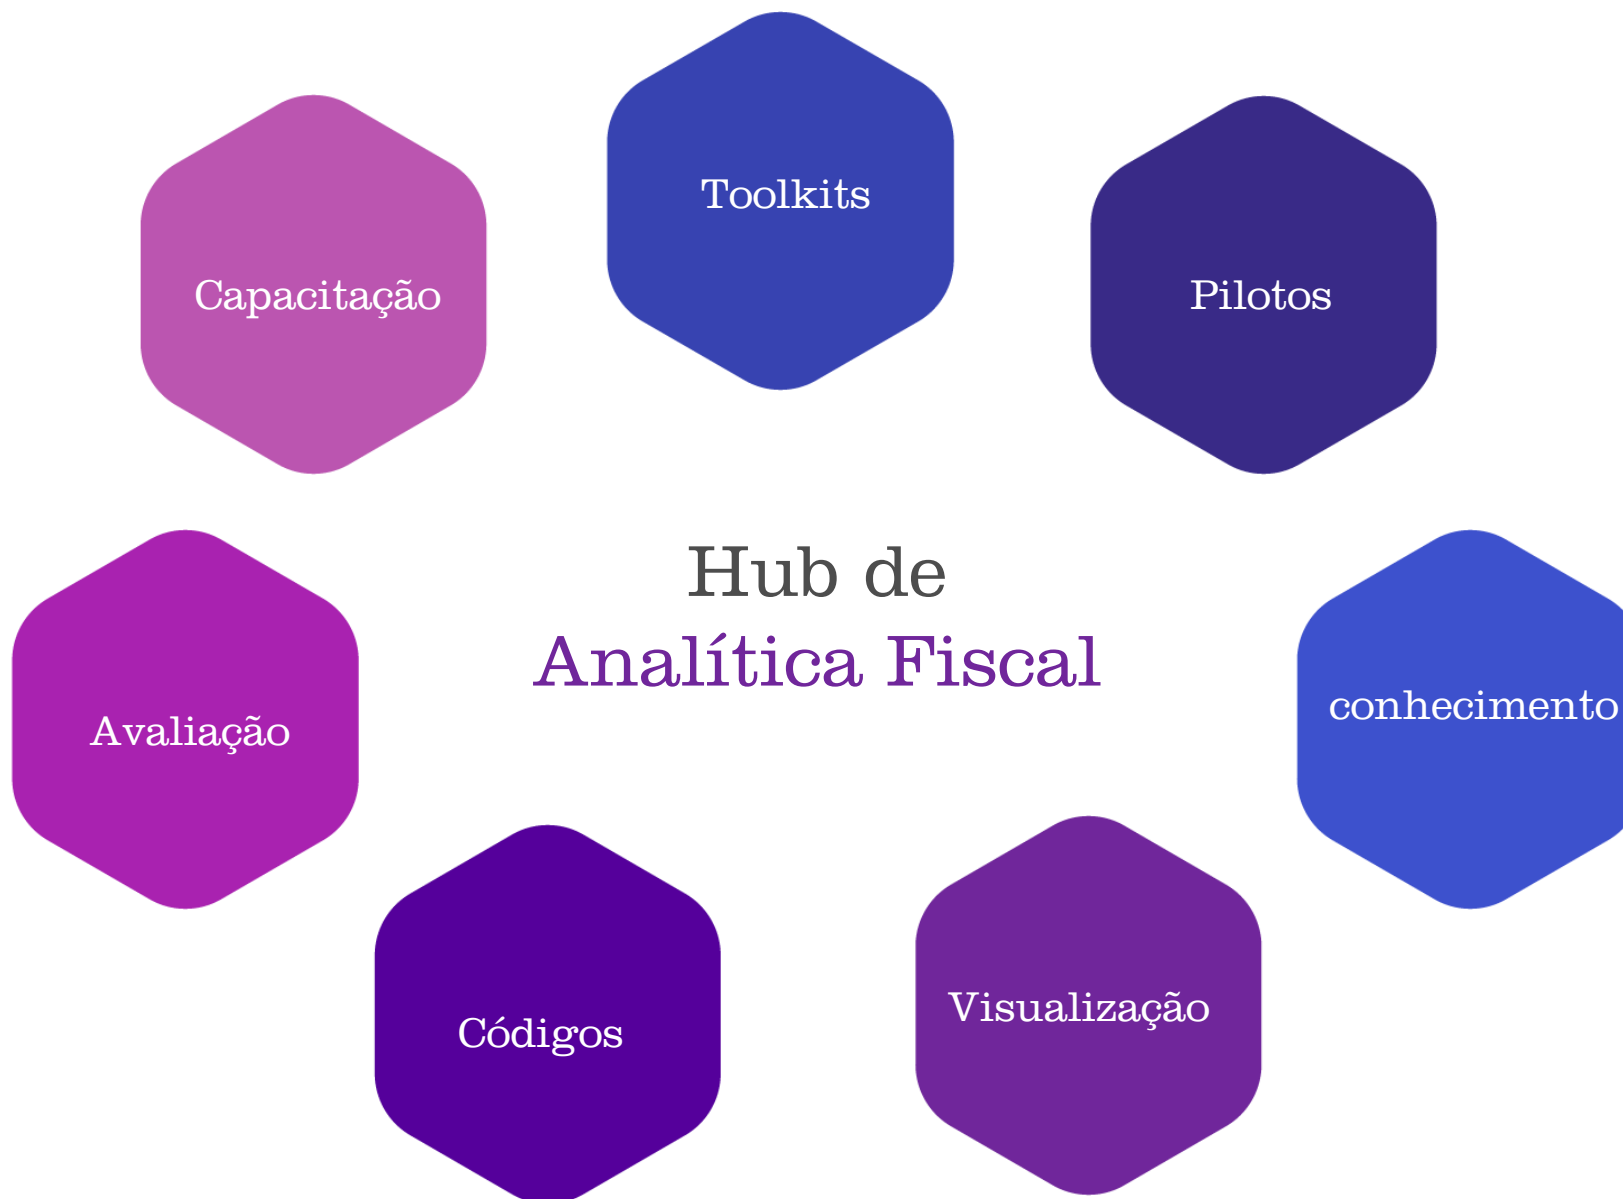 Toolkits
Capacitação
Pilotos
Hub de
Analítica Fiscal
Avaliação
conhecimento
Códigos
Visualização